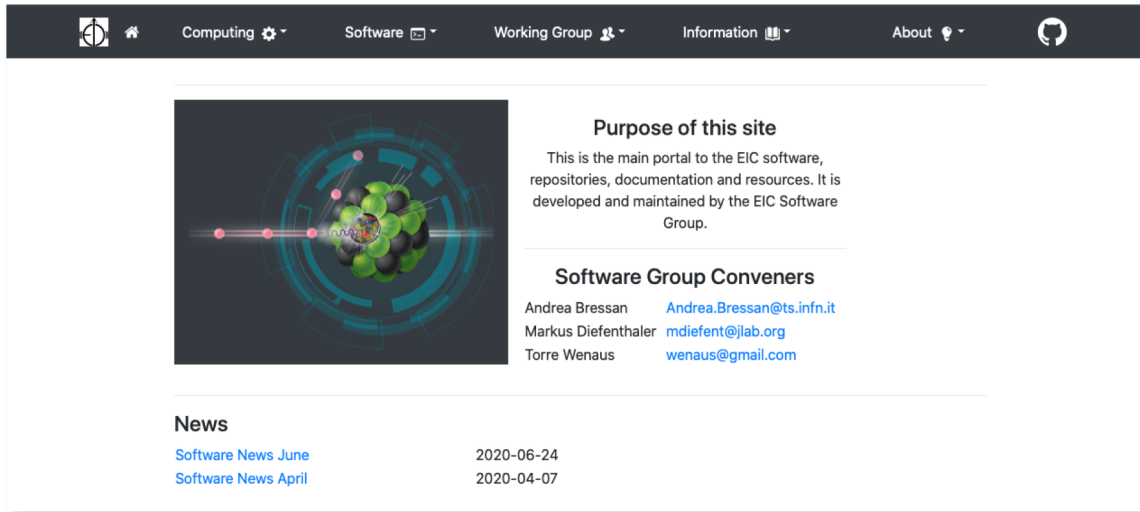 Computing
Software
Working Group
Information
About
Purpose of this site
This is the main portal to the EIC software,
repositories, documentation and resources. It is
developed and maintained by the EIC Software
Group.
Software Group Conveners
Andrea Bressan Andrea.Bressan@ts.infn.it
Markus Diefenthaler mdiefent@jlab.org
Torre Wenaus wenaus@gmail.com
News
Software News June 2020-06-24
Software News April 2020-04-07